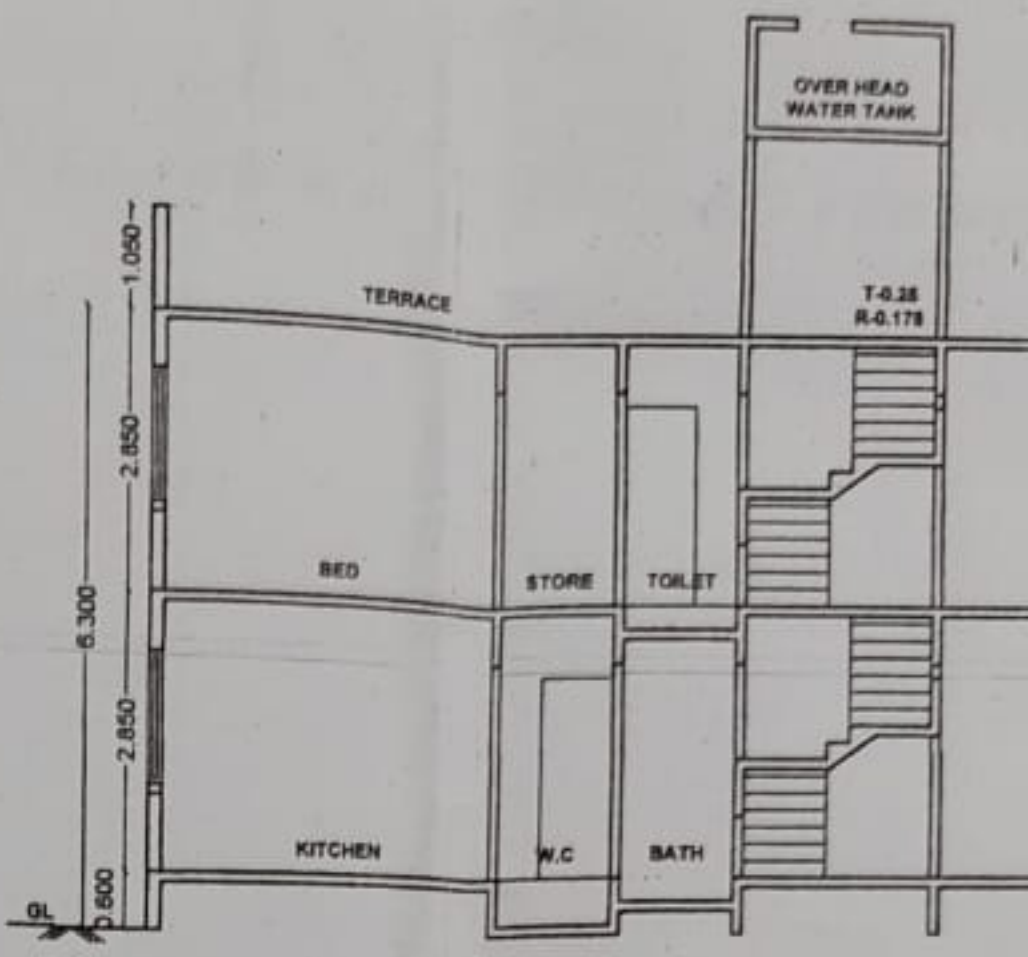 OVER HEAD
WATER TANK
1.050
TERRACE
T-0.28
R-0.178
2.850
BED
STORE
TOILET
6.300
2.850
KITCHEN
W.C
BATH
0.600
GL